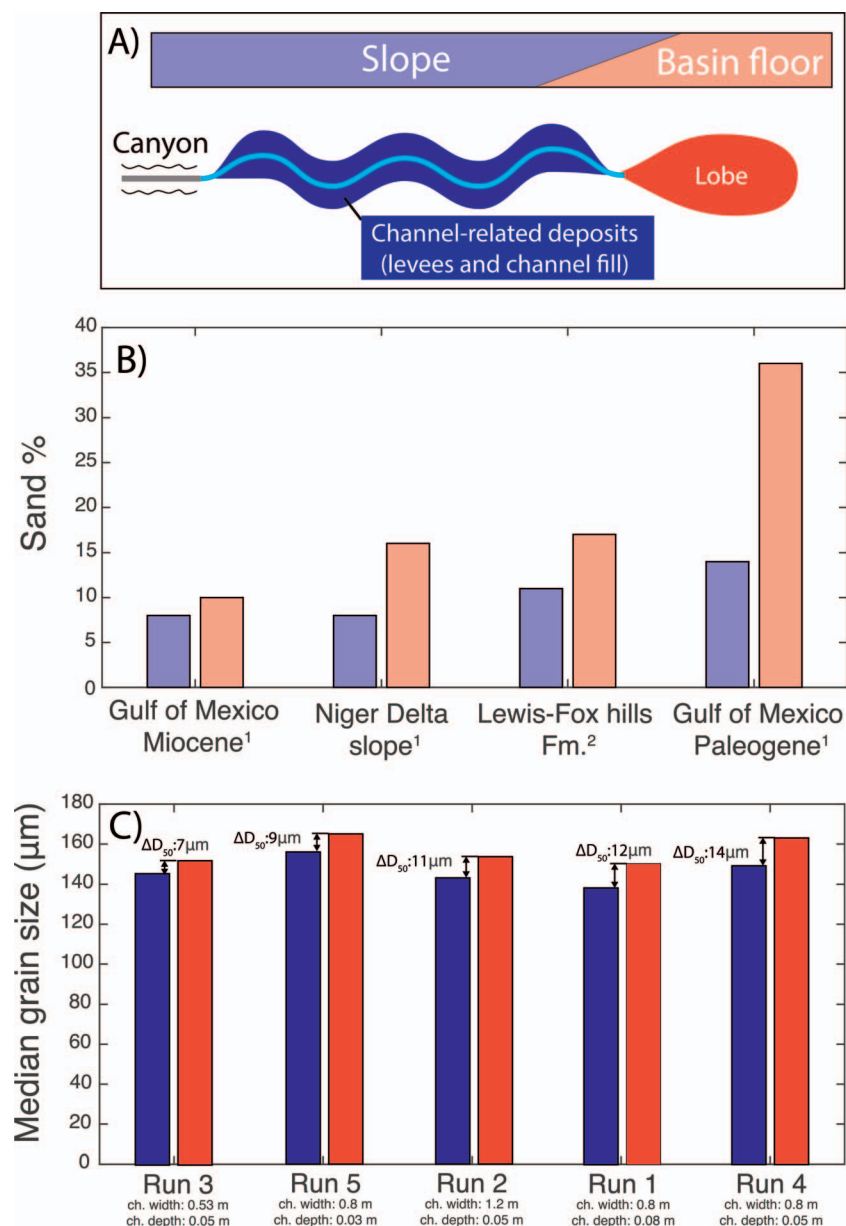 A)
Slope
Basin floor
Canyon
Lobe
Channel-related deposits
(levees and channel fill)
B)
Sand %
40
35
30
25
20
15
10
5
0
Gulf of Mexico
Miocene¹
Niger Delta
slope¹
Lewis-Fox hills
Fm.²
Gulf of Mexico
Paleogene¹
C)
Median grain size (μm)
180
160
140
120
100
80
60
40
20
0
ΔD₅₀:7μm
ΔD₅₀:9μm
ΔD₅₀:11μm
ΔD₅₀:12μm
ΔD₅₀:14μm
Run 3
ch. width: 0.53 m
ch. depth: 0.05 m
Run 5
ch. width: 0.8 m
ch. depth: 0.03 m
Run 2
ch. width: 1.2 m
ch. depth: 0.05 m
Run 1
ch. width: 0.8 m
ch. depth: 0.08 m
Run 4
ch. width: 0.8 m
ch. depth: 0.05 m